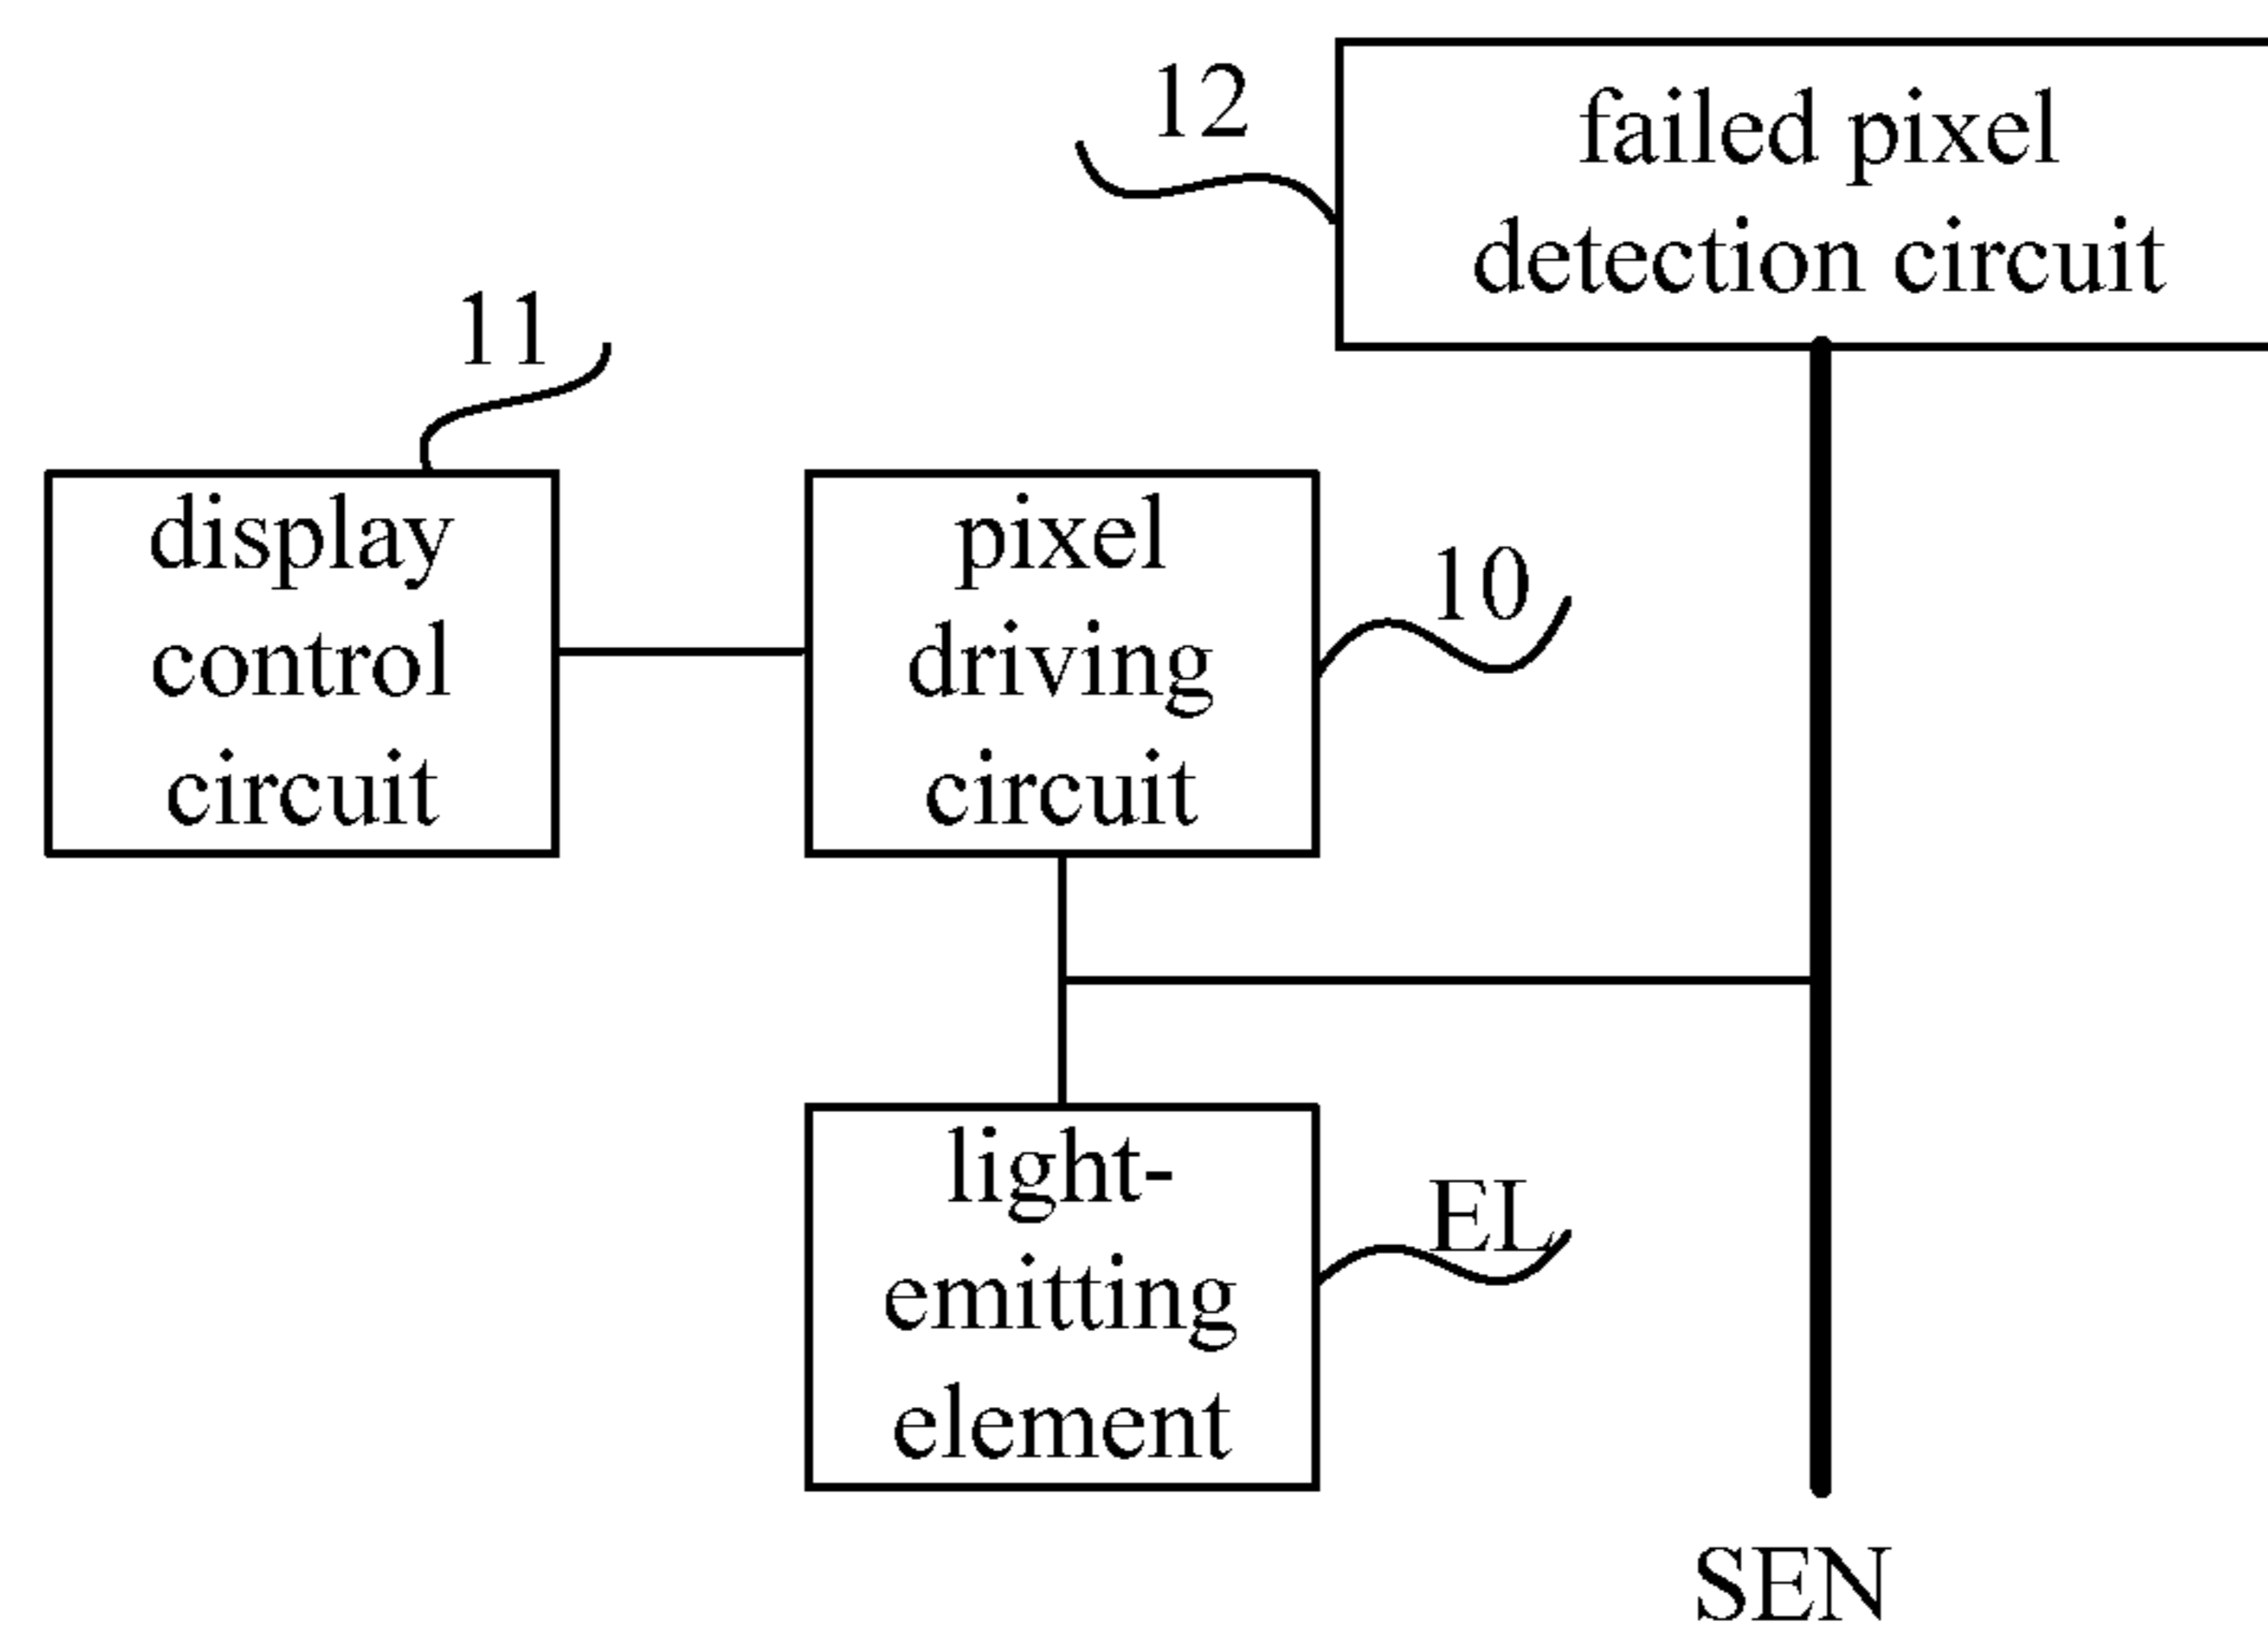 12
failed pixel
detection circuit
11
display
control
circuit
pixel
driving
circuit
10
light-
emitting
element
EL
SEN